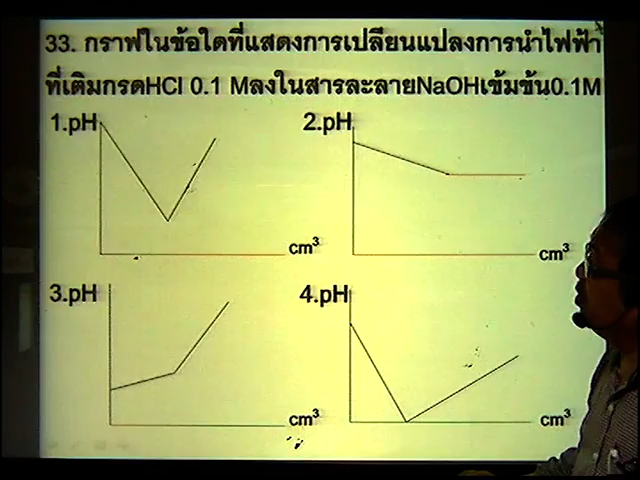 33. กราฟในข้อใดที่แสดงการเปลี่ยนแปลงการนำไฟฟ้า
ที่เติมกรดHCl 0.1 MลงในสารละลายNaOHเข้มข้น0.1M
1.pH
2.pH
cm³
cm³
3.pH
4.pH
cm³
cm³